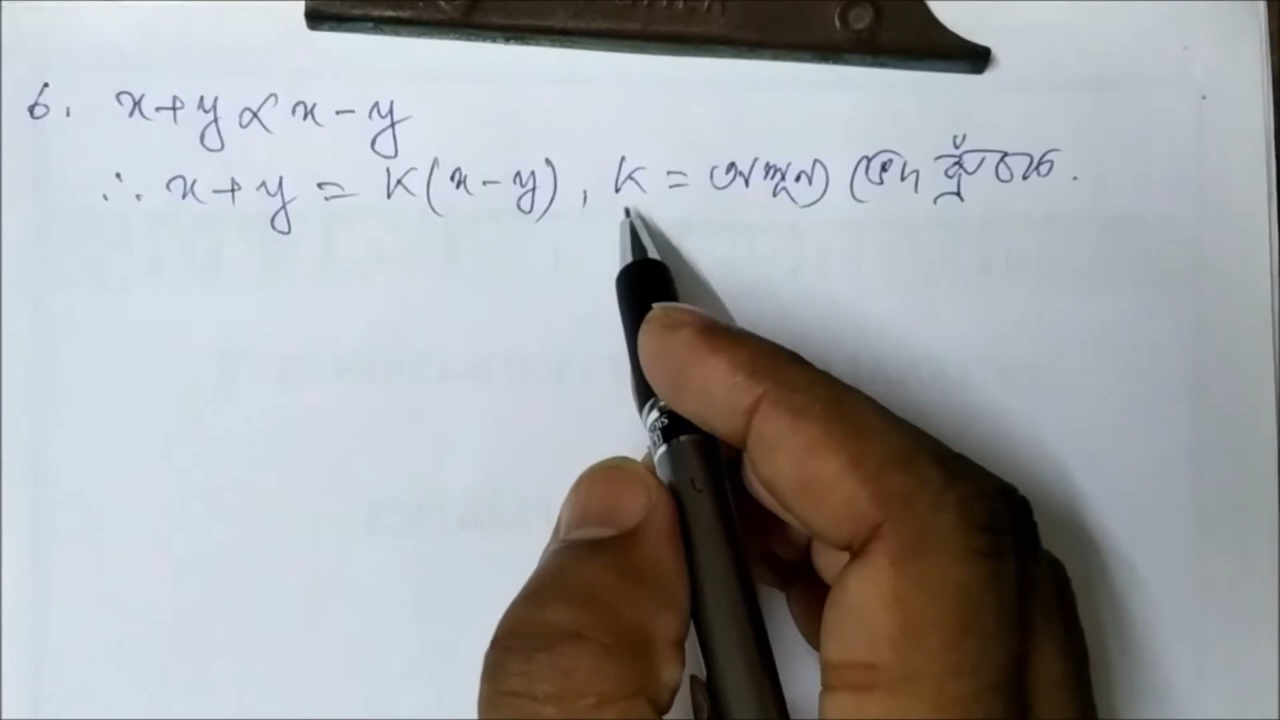 6. x+y∝x-y
∴ x+y = K(x-y), K = অশূন্য ভেদ ধ্রুবক.